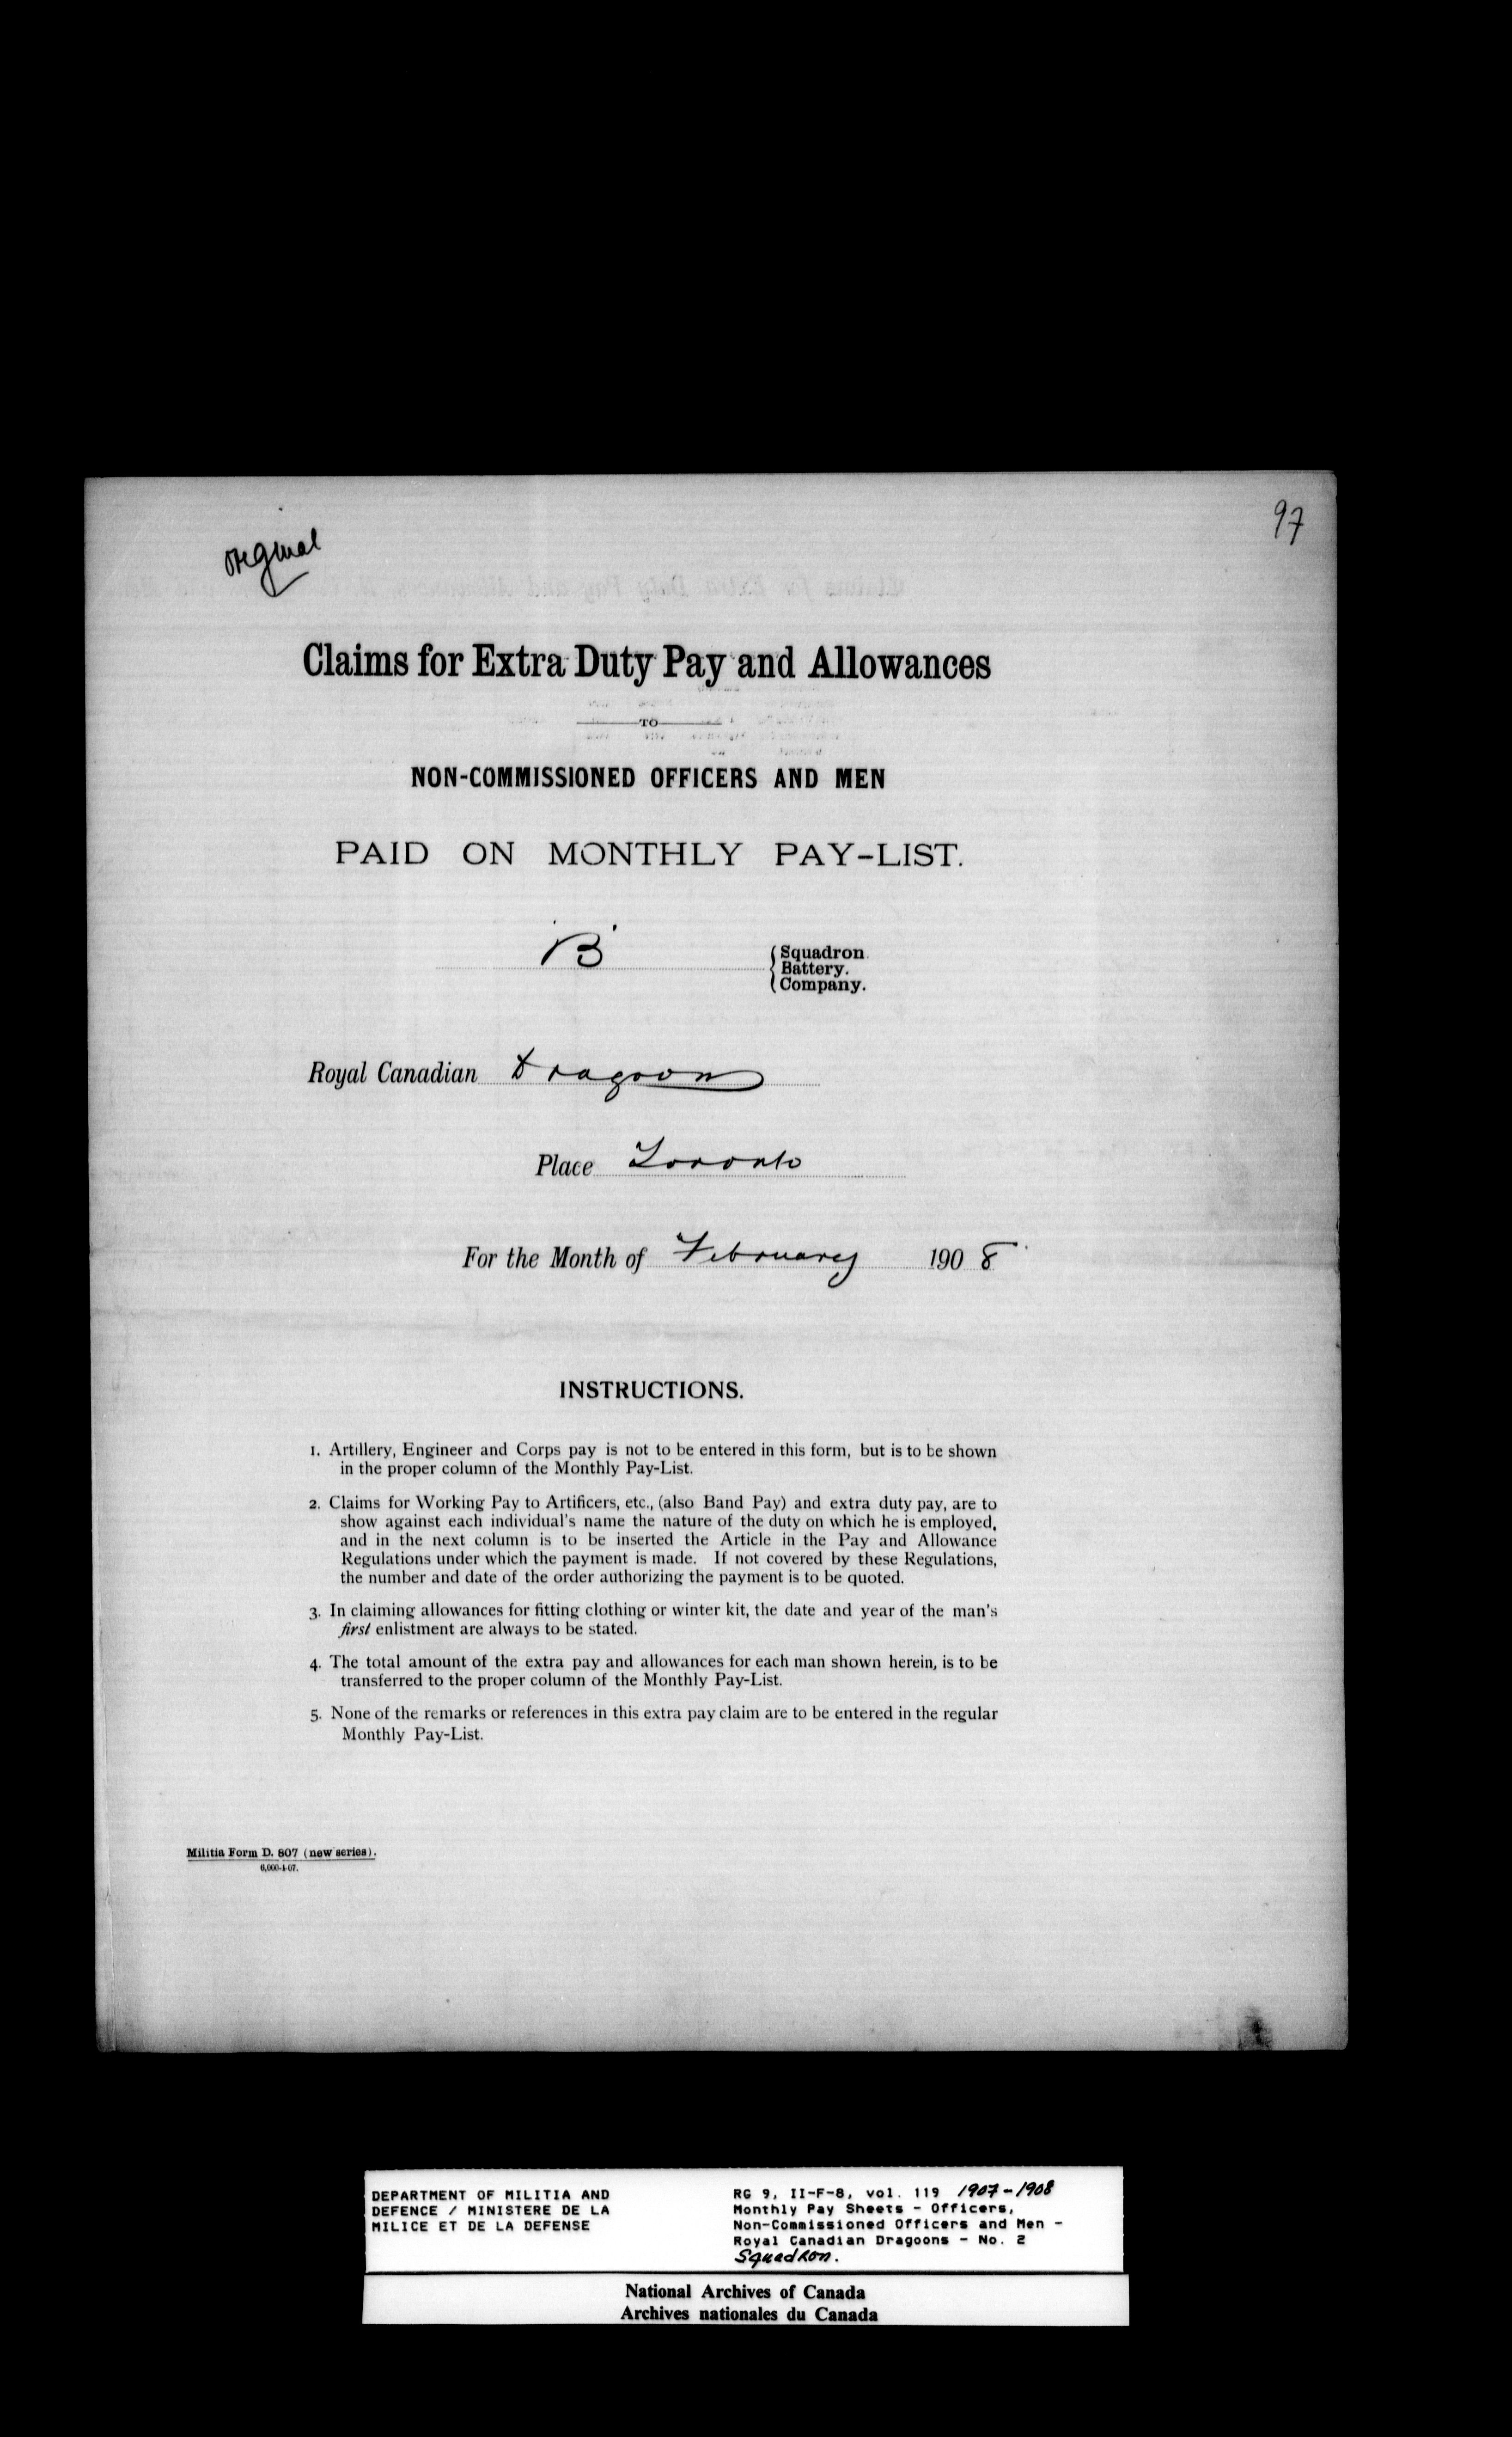 97
original
Claims for Extra Duty Pay and Allowances
TO
NON-COMMISSIONED OFFICERS AND MEN
PAID ON MONTHLY PAY-LIST.
"B" Squadron.
Battery.
Company.
Royal Canadian Dragoons
Place Toronto
For the Month of February 1908
INSTRUCTIONS.
1. Artillery, Engineer and Corps pay is not to be entered in this form, but is to be shown
in the proper column of the Monthly Pay-List.
2. Claims for Working Pay to Artificers, etc., (also Band Pay) and extra duty pay, are to
show against each individual's name the nature of the duty on which he is employed,
and in the next column is to be inserted the Article in the Pay and Allowance
Regulations under which the payment is made. If not covered by these Regulations,
the number and date of the order authorizing the payment is to be quoted.
3. In claiming allowances for fitting clothing or winter kit, the date and year of the man's
first enlistment are always to be stated.
4. The total amount of the extra pay and allowances for each man shown herein, is to be
transferred to the proper column of the Monthly Pay-List.
5. None of the remarks or references in this extra pay claim are to be entered in the regular
Monthly Pay-List.
Militia Form D. 807 (new series).
6,000-4-07.
DEPARTMENT OF MILITIA AND
DEFENCE / MINISTERE DE LA
MILICE ET DE LA DEFENSE
RG 9, II-F-8, vol. 119 1907-1908
Monthly Pay Sheets - Officers,
Non-Commissioned Officers and Men -
Royal Canadian Dragoons - No. 2
Squadron.
National Archives of Canada
Archives nationales du Canada